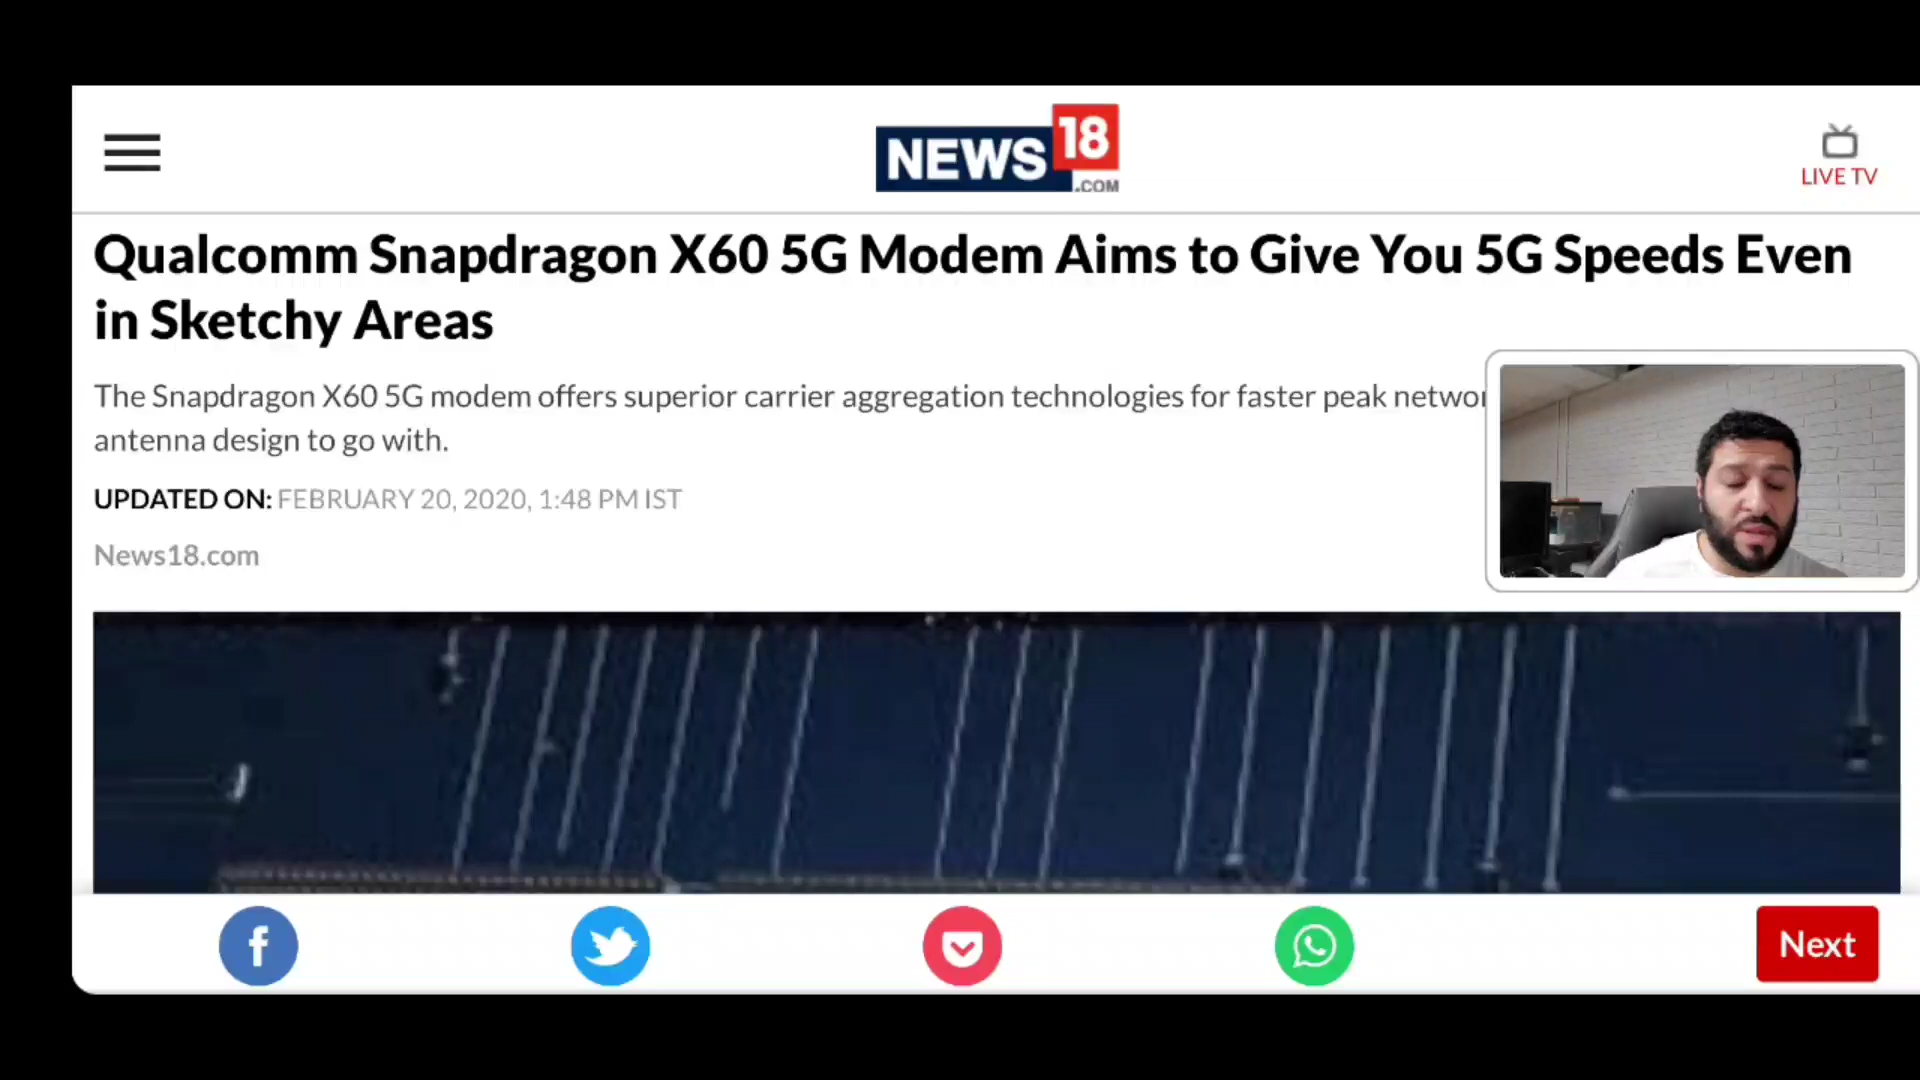 NEWS 18
.COM
LIVE TV
Qualcomm Snapdragon X60 5G Modem Aims to Give You 5G Speeds Even
in Sketchy Areas
The Snapdragon X60 5G modem offers superior carrier aggregation technologies for faster peak
antenna design to go with.
UPDATED ON: FEBRUARY 20, 2020, 1:48 PM IST
News18.com
Next